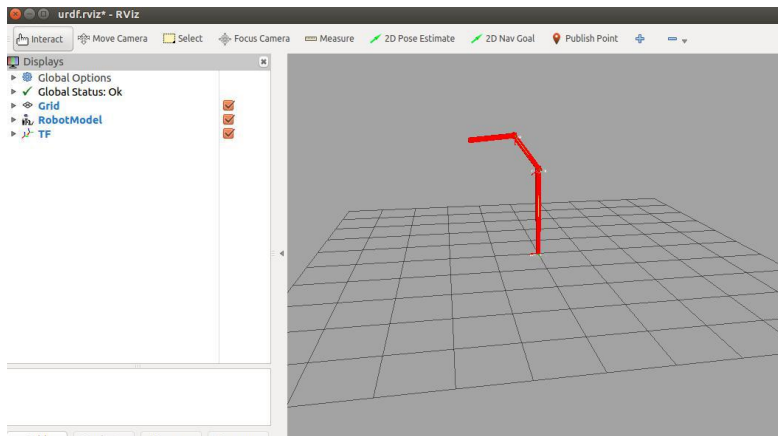 urdf.rviz* - RViz
Interact Move Camera Select Focus Camera Measure 2D Pose Estimate 2D Nav Goal Publish Point
Displays
Global Options
Global Status: Ok
Grid
RobotModel
TF